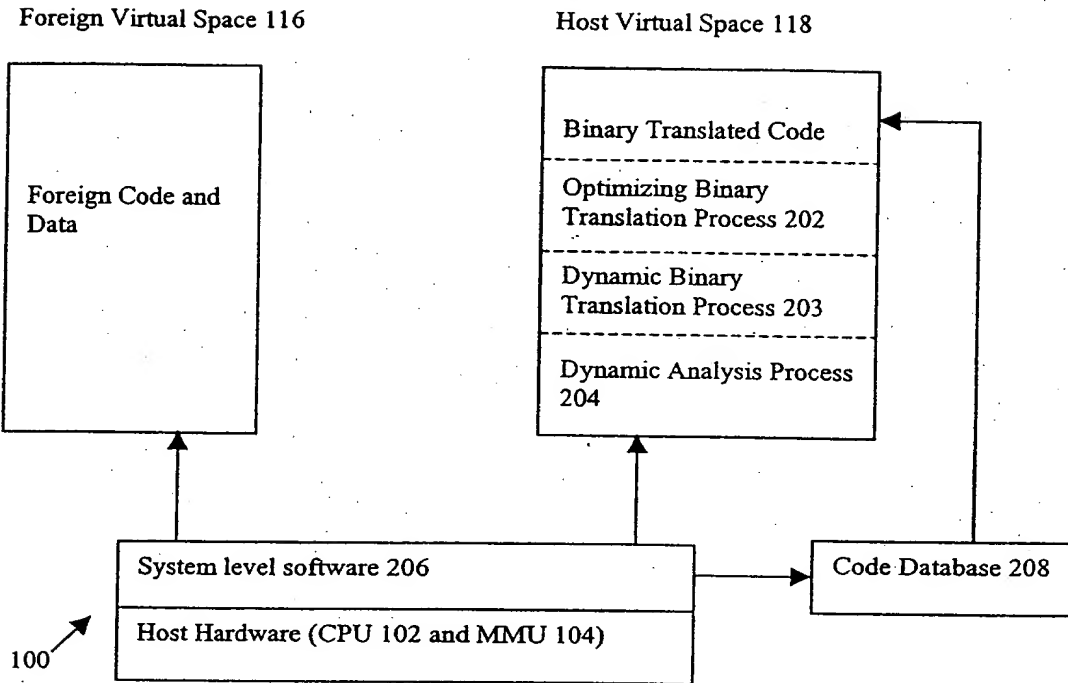 Foreign Virtual Space 116
Host Virtual Space 118
Foreign Code and
Data
Binary Translated Code
Optimizing Binary
Translation Process 202
Dynamic Binary
Translation Process 203
Dynamic Analysis Process
204
System level software 206
Host Hardware (CPU 102 and MMU 104)
Code Database 208
100